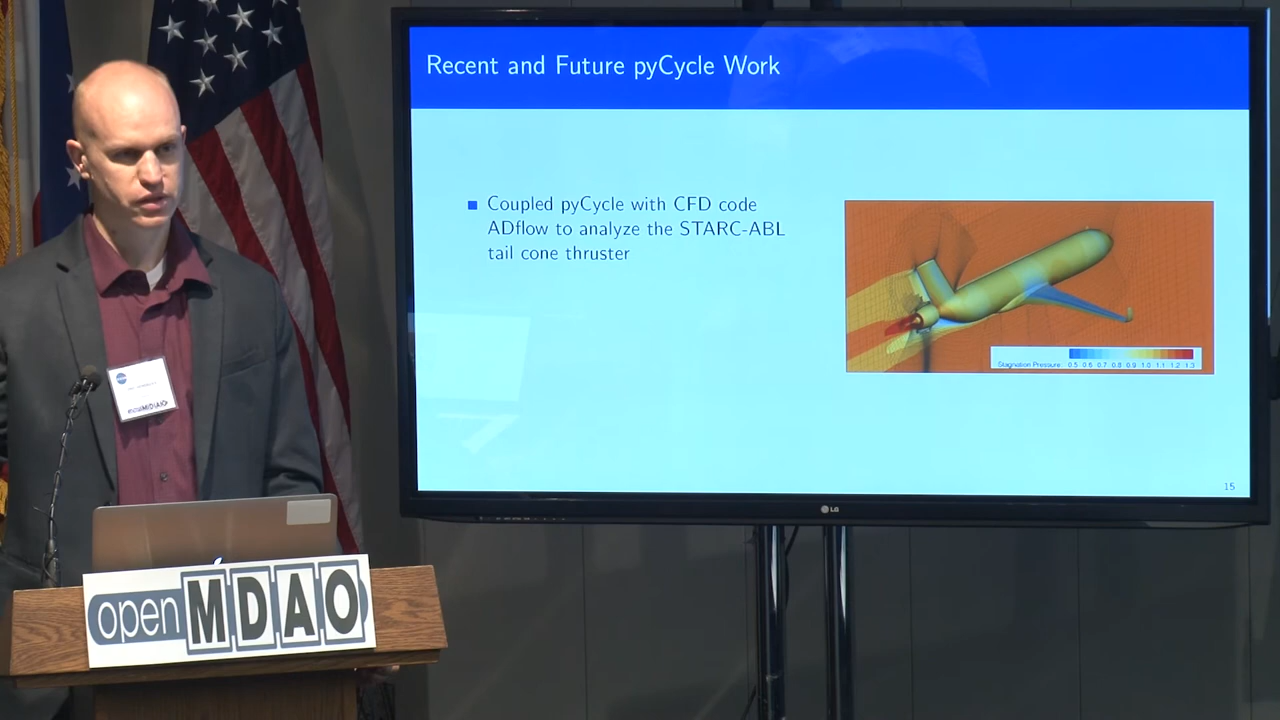 Recent and Future pyCycle Work
Coupled pyCycle with CFD code
ADflow to analyze the STARC-ABL
tail cone thruster
Stagnation Pressure: 0.5 0.6 0.7 0.8 0.9 1.0 1.1 1.2 1.3
15
LG
openMDAO
open MDAO